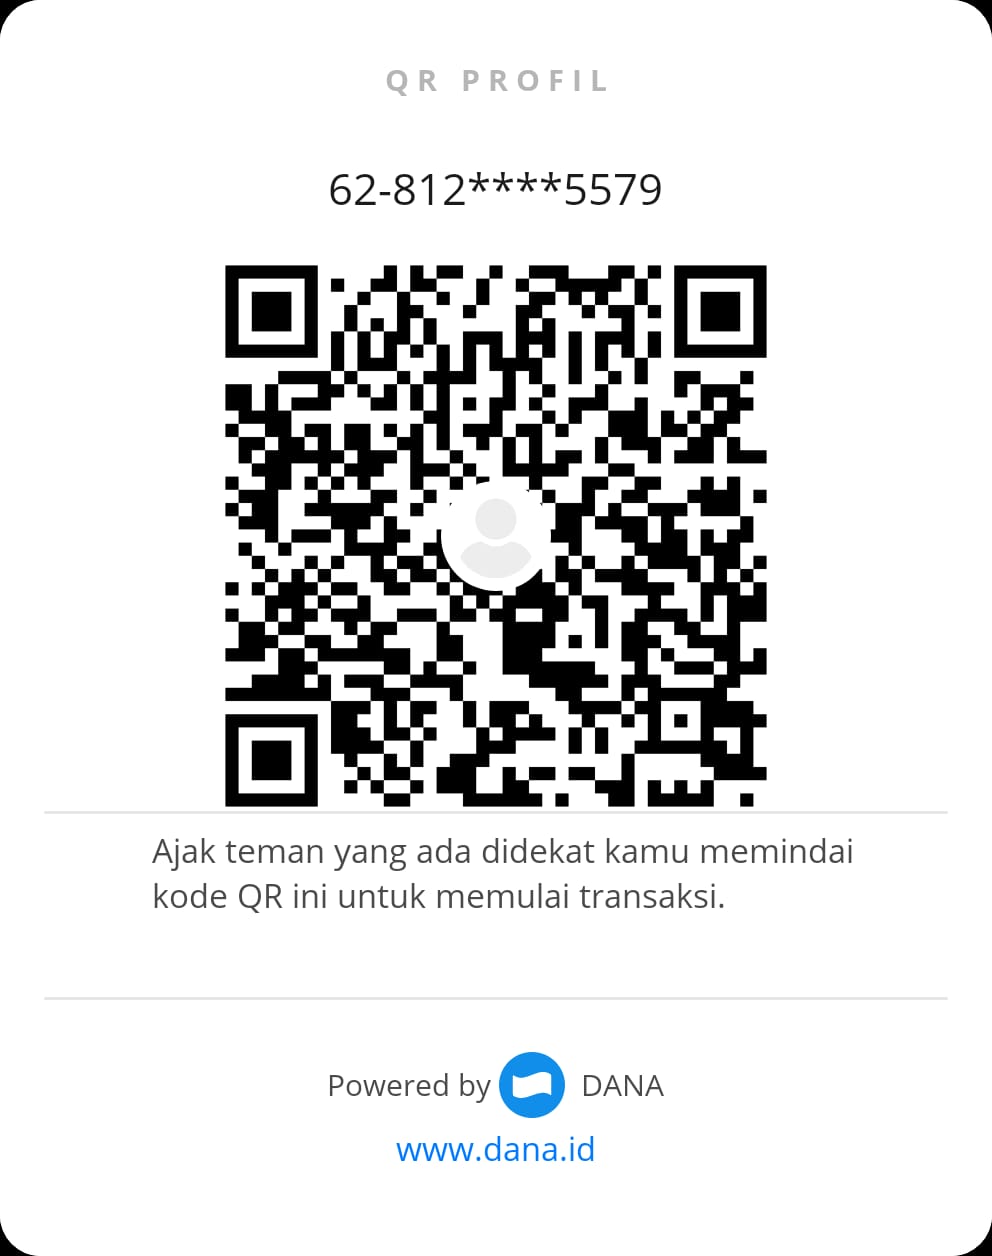 QR PROFIL
62-812****5579
Ajak teman yang ada didekat kamu memindai
kode QR ini untuk memulai transaksi.
Powered by DANA
www.dana.id